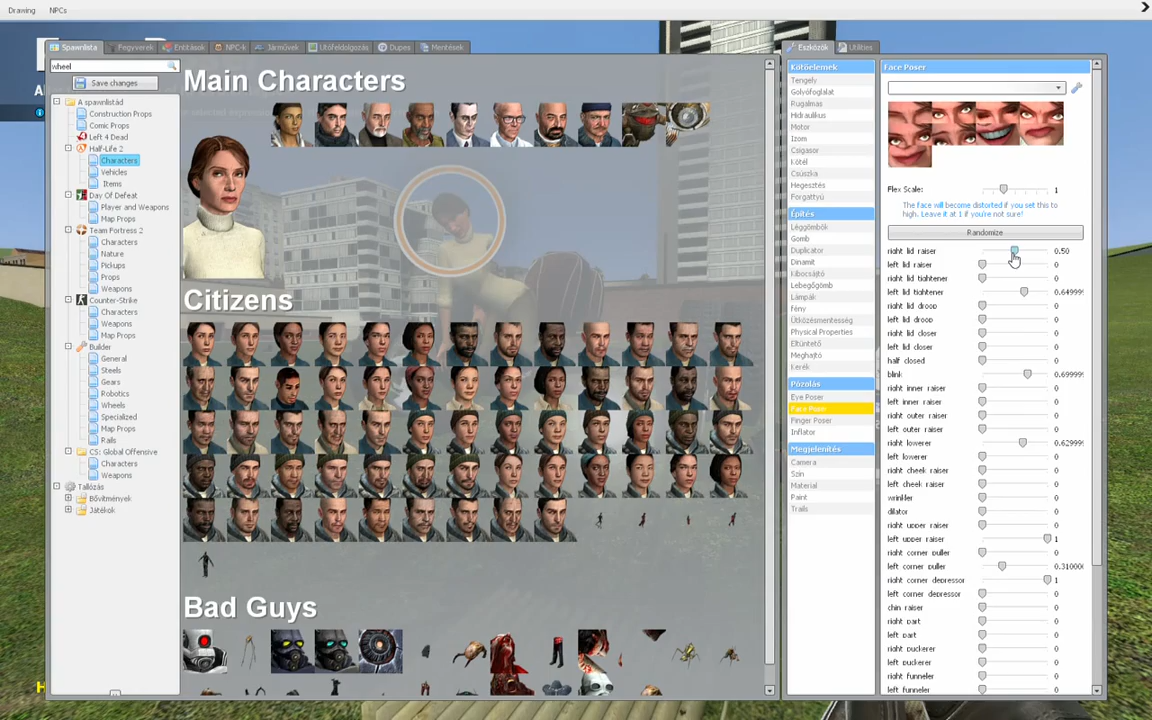 Drawing NPCs
Spawnlista Fegyverek Entitások NPC-k Járművek Utófeldolgozás Dupes Mentések
wheel
Save changes
A spawnlistád
Construction Props
Comic Props
Left 4 Dead
Half-Life 2
Characters
Vehicles
Items
Day Of Defeat
Player and Weapons
Map Props
Team Fortress 2
Characters
Nature
Pickups
Props
Weapons
Counter-Strike
Characters
Weapons
Map Props
Builder
General
Steels
Gears
Robotics
Wheels
Specialized
Map Props
Rails
CS: Global Offensive
Characters
Weapons
Tallózás
Bővítmények
Játékok
Main Characters
Citizens
Bad Guys
Eszközök Utilities
Kötőelemek
Tengely
Golyófoglalat
Rugalmas
Hidraulikus
Motor
Izom
Csigasor
Kötél
Csúszka
Hegesztés
Forgattyú
Építés
Léggömbök
Gomb
Duplicator
Dinamit
Kibocsájtó
Lebegőgömb
Lámpák
Fény
Ütközésmentesség
Physical Properties
Eltüntető
Meghajtó
Kerék
Pózolás
Eye Poser
Face Poser
Finger Poser
Inflator
Megjelenítés
Camera
Szín
Material
Paint
Trails
Face Poser
Flex Scale: 1
The face will become distorted if you set this to
high. Leave it at 1 if you're not sure!
Randomize
right lid raiser 0.50
left lid raiser 0
right lid tightener 0
left lid tightener 0.649999
right lid droop 0
left lid droop 0
right lid closer 0
left lid closer 0
half closed 0
blink 0.699999
right inner raiser 0
left inner raiser 0
right outer raiser 0
left outer raiser 0
right lowerer 0.629999
left lowerer 0
right cheek raiser 0
left cheek raiser 0
wrinkler 0
dilator 0
right upper raiser 0
left upper raiser 1
right corner puller 0
left corner puller 0.310000
right corner depressor 1
left corner depressor 0
chin raiser 0
right part 0
left part 0
right puckerer 0
left puckerer 0
right funneler 0
left funneler 0